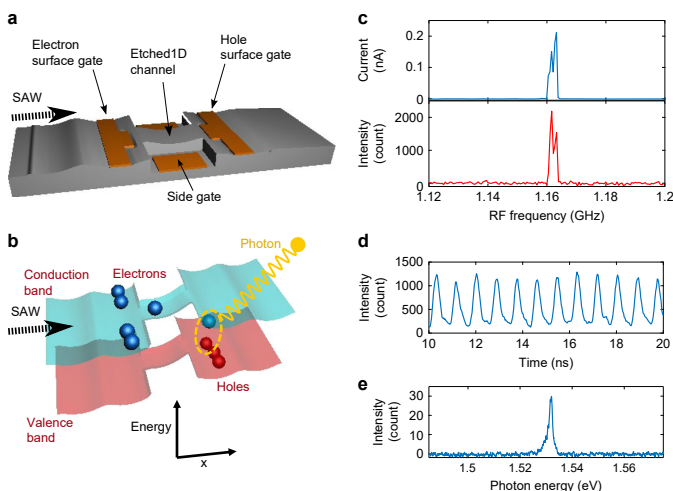 a
Electron
surface gate
Etched1D
channel
Hole
surface gate
SAW
Side gate
b
Photon
Conduction
band
Electrons
SAW
Holes
Valence
band
Energy
x
c
Current
(nA)
0.2
0.1
0
Intensity
(count)
2000
1000
0
1.12 1.14 1.16 1.18 1.2
RF frequency (GHz)
d
Intensity
(count)
1500
1000
500
0
10 12 14 16 18 20
Time (ns)
e
Intensity
(count)
30
20
10
0
1.5 1.52 1.54 1.56
Photon energy (eV)